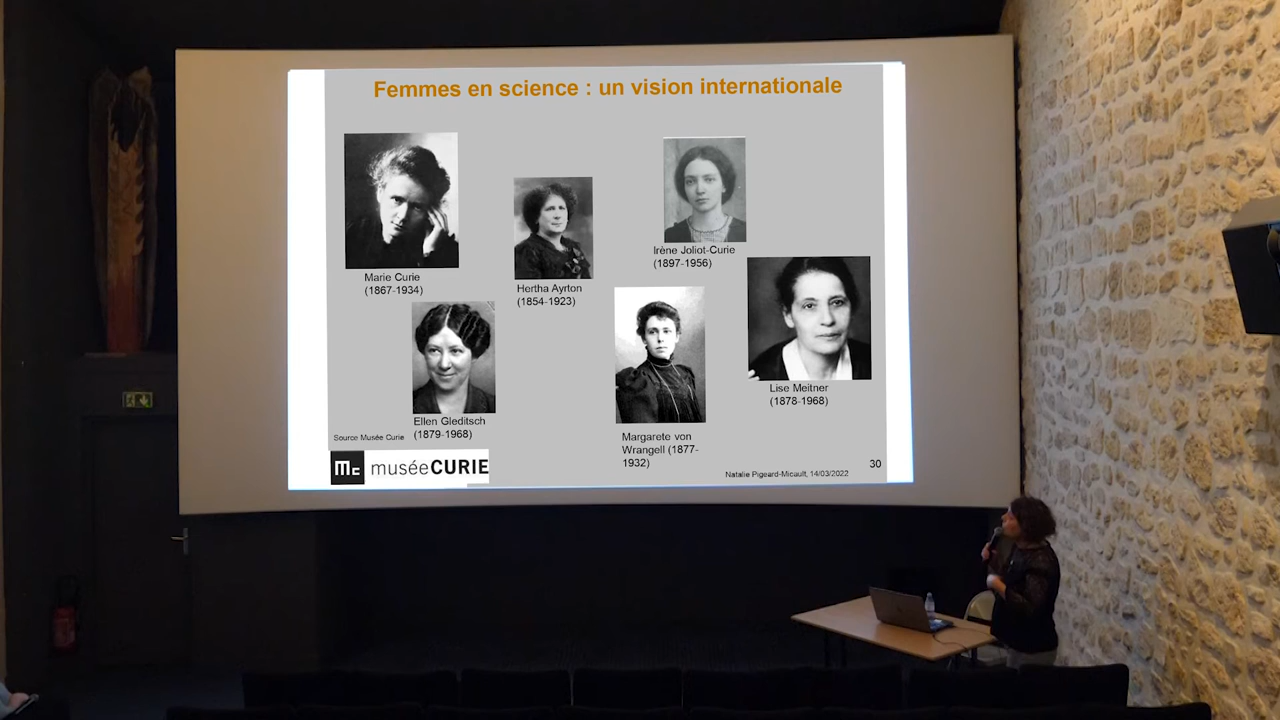 Femmes en science : un vision internationale
Marie Curie
(1867-1934)
Hertha Ayrton
(1854-1923)
Irène Joliot-Curie
(1897-1956)
Ellen Gleditsch
(1879-1968)
Margarete von
Wrangell (1877-
1932)
Lise Meitner
(1878-1968)
Source Musée Curie
Mc muséeCURIE
Natalie Pigeard-Micault, 14/03/2022
30